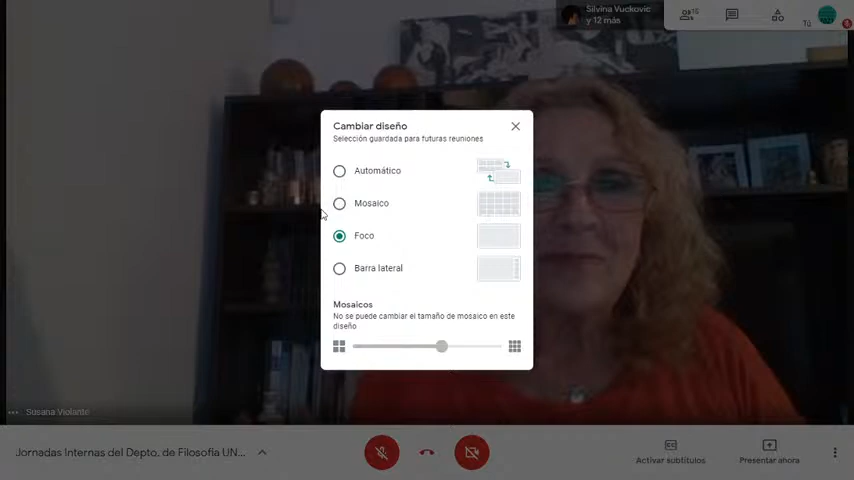 Silvina Vuckovic
y 12 más
15
Tú
Cambiar diseño
Selección guardada para futuras reuniones
Automático
Mosaico
Foco
Barra lateral
Mosaicos
No se puede cambiar el tamaño de mosaico en este
diseño
Susana Violante
Jornadas Internas del Depto. de Filosofía UN...
Activar subtítulos
Presentar ahora